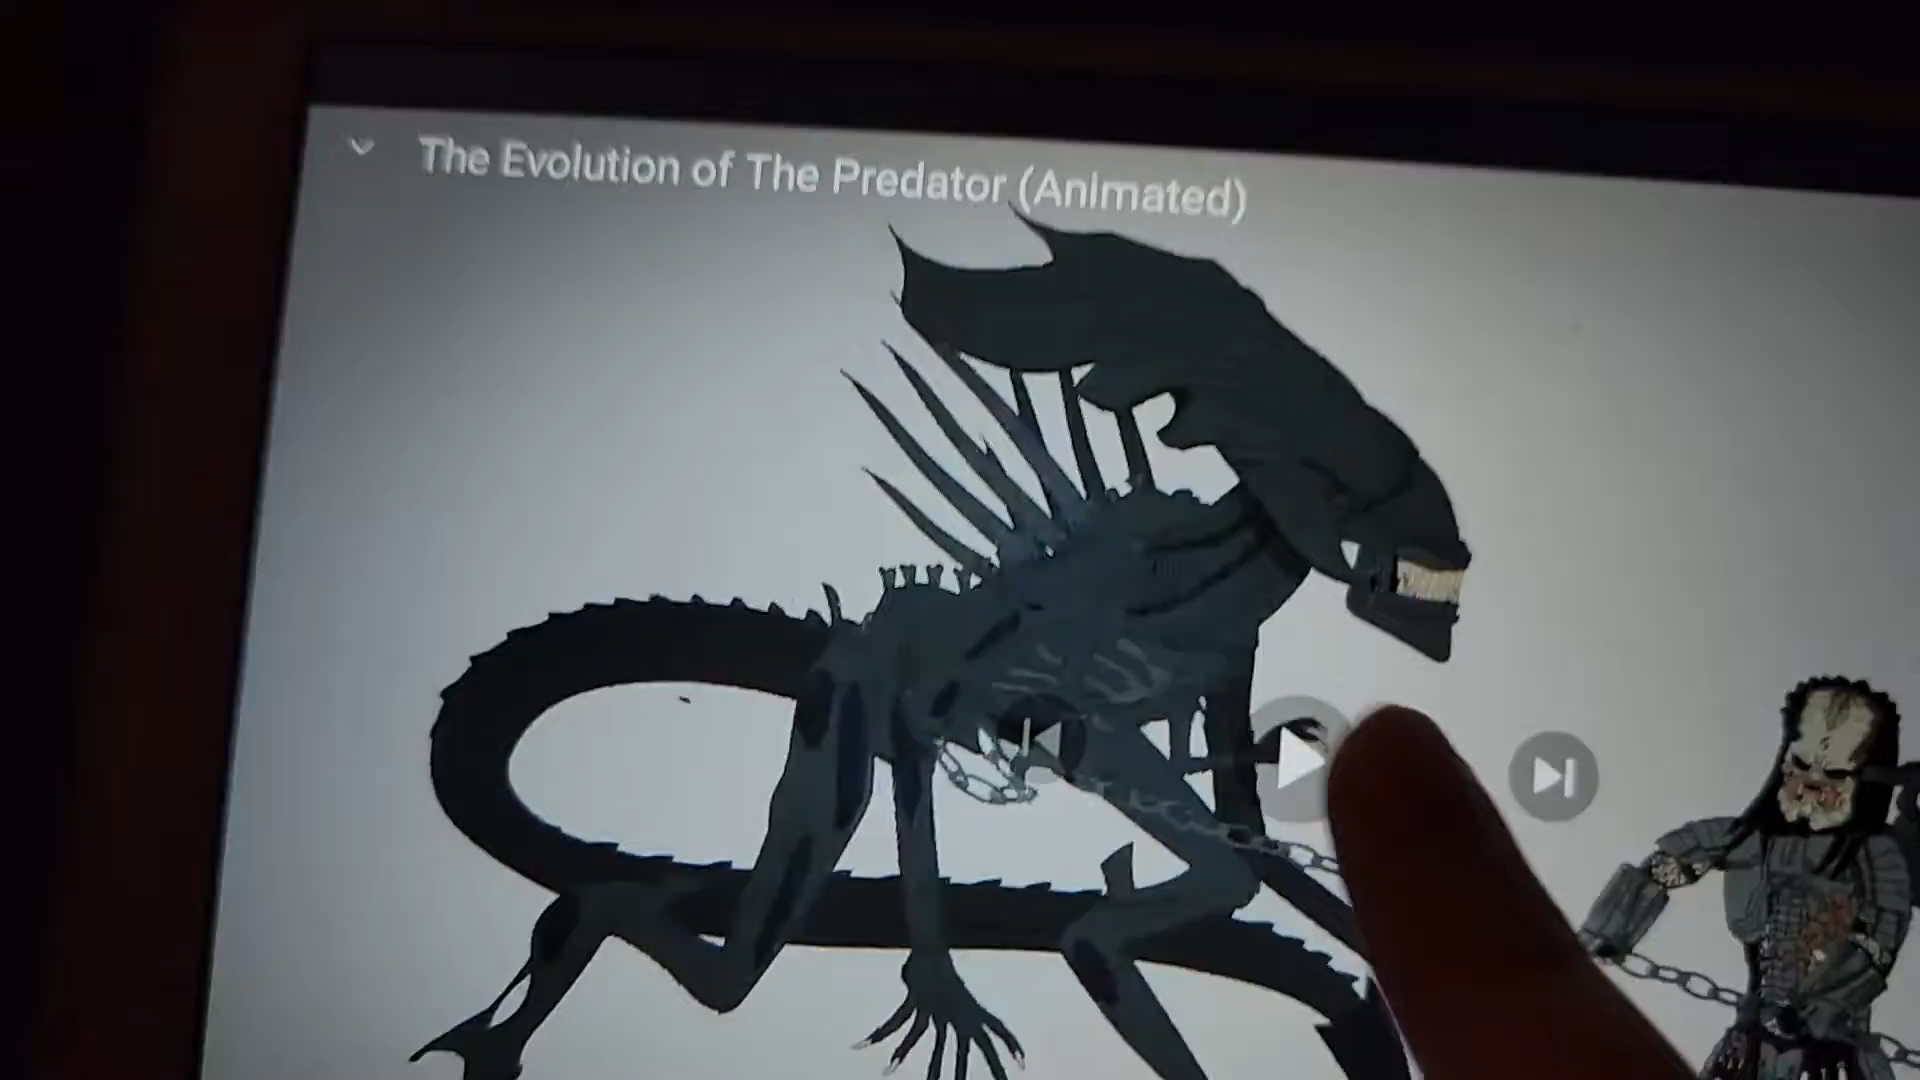 The Evolution of The Predator (Animated)